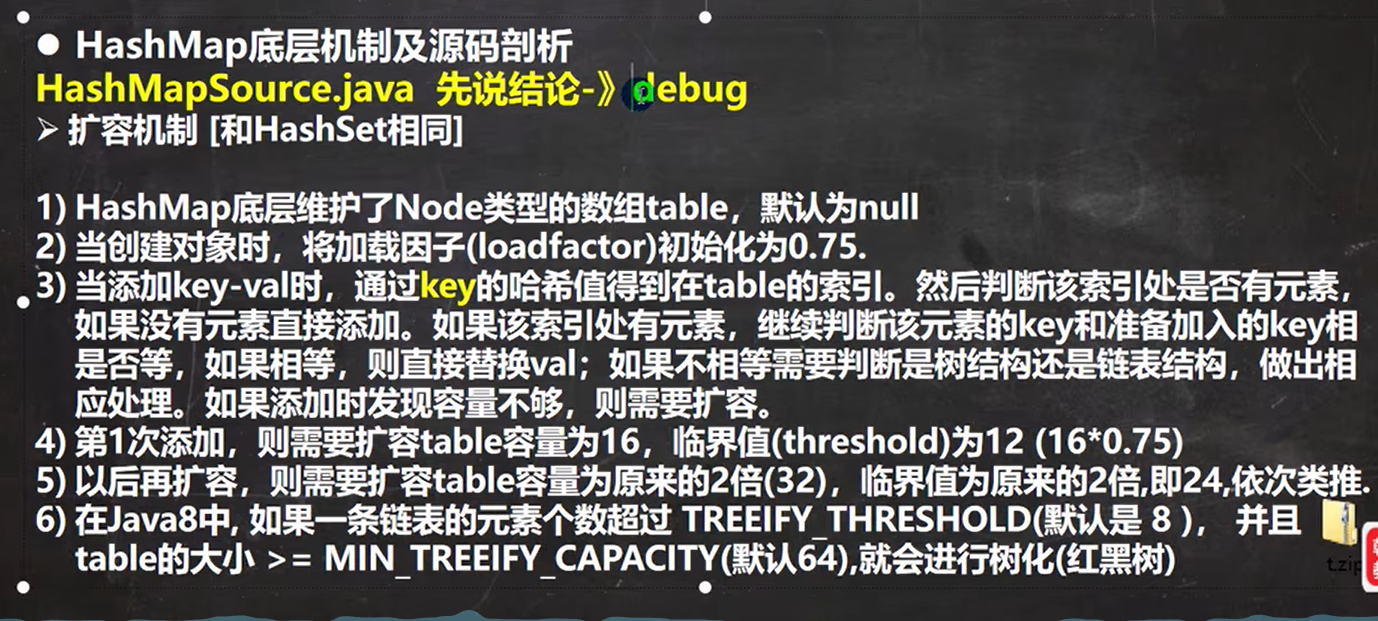 ● HashMap底层机制及源码剖析
HashMapSource.java 先说结论-》debug
➢ 扩容机制 [和HashSet相同]
1) HashMap底层维护了Node类型的数组table，默认为null
2) 当创建对象时，将加载因子(loadfactor)初始化为0.75.
3) 当添加key-val时，通过key的哈希值得到在table的索引。然后判断该索引处是否有元素，
如果没有元素直接添加。如果该索引处有元素，继续判断该元素的key和准备加入的key相
是否等，如果相等，则直接替换val；如果不相等需要判断是树结构还是链表结构，做出相
应处理。如果添加时发现容量不够，则需要扩容。
4) 第1次添加，则需要扩容table容量为16，临界值(threshold)为12 (16*0.75)
5) 以后再扩容，则需要扩容table容量为原来的2倍(32)，临界值为原来的2倍,即24,依次类推.
6) 在Java8中, 如果一条链表的元素个数超过 TREEIFY_THRESHOLD(默认是 8 )， 并且
table的大小 >= MIN_TREEIFY_CAPACITY(默认64),就会进行树化(红黑树)
t.zip